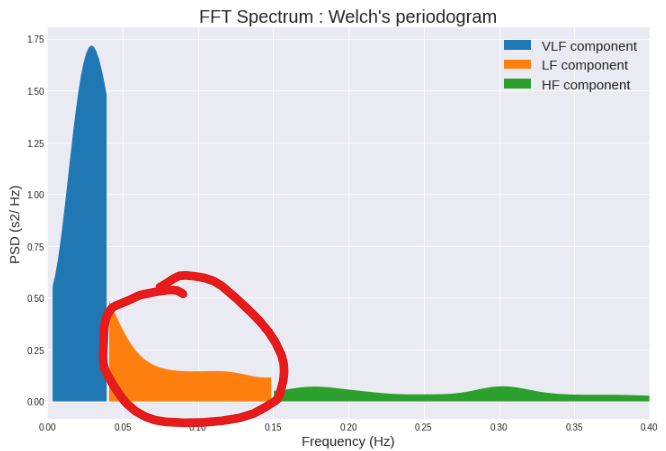 FFT Spectrum : Welch's periodogram
VLF component
LF component
HF component
1.75
1.50
1.25
1.00
0.75
0.50
0.25
0.00
PSD (s2/ Hz)
0.00 0.05 0.10 0.15 0.20 0.25 0.30 0.35 0.40
Frequency (Hz)